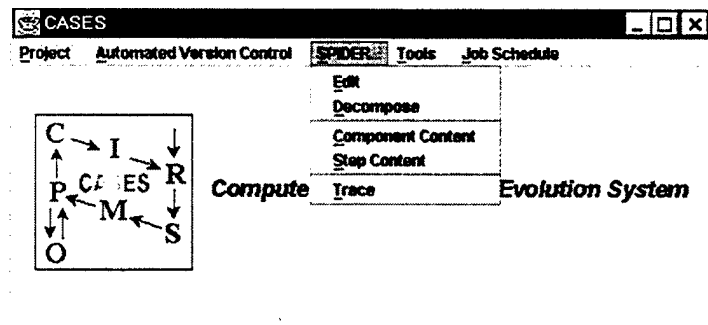 CASES
Project Automated Version Control SPIDER Tools Job Schedule
Edit
Decompose
Component Content
Step Content
Trace
C I R
P CASES
M S
O
Compute Evolution System